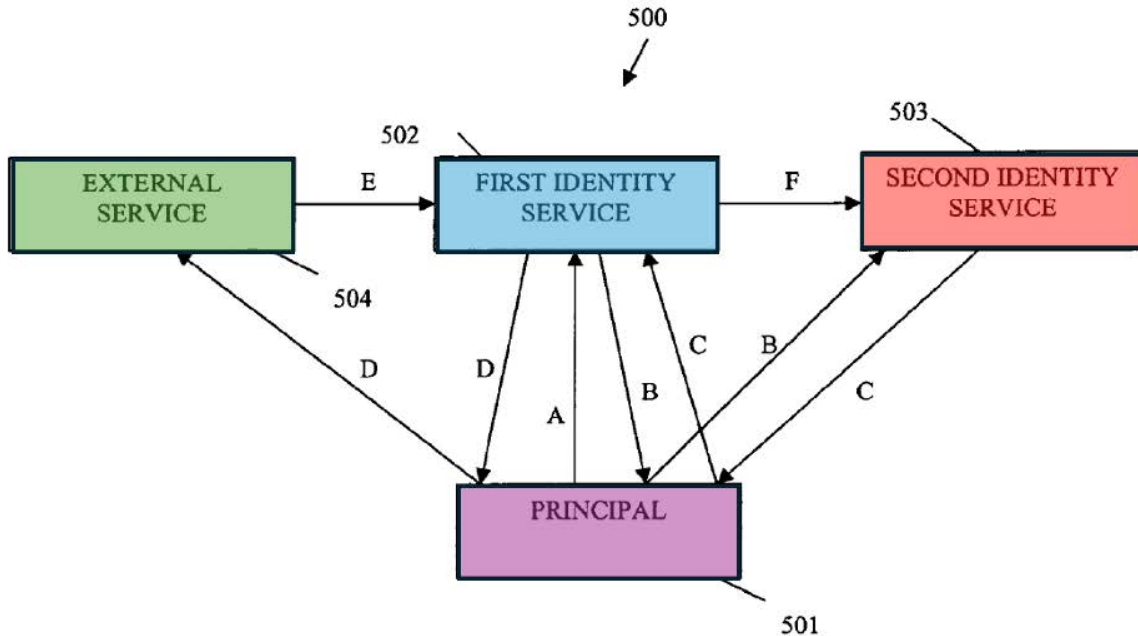 500
502
503
EXTERNAL
SERVICE
E
FIRST IDENTITY
SERVICE
F
SECOND IDENTITY
SERVICE
504
D
D
A
B
C
B
C
PRINCIPAL
501